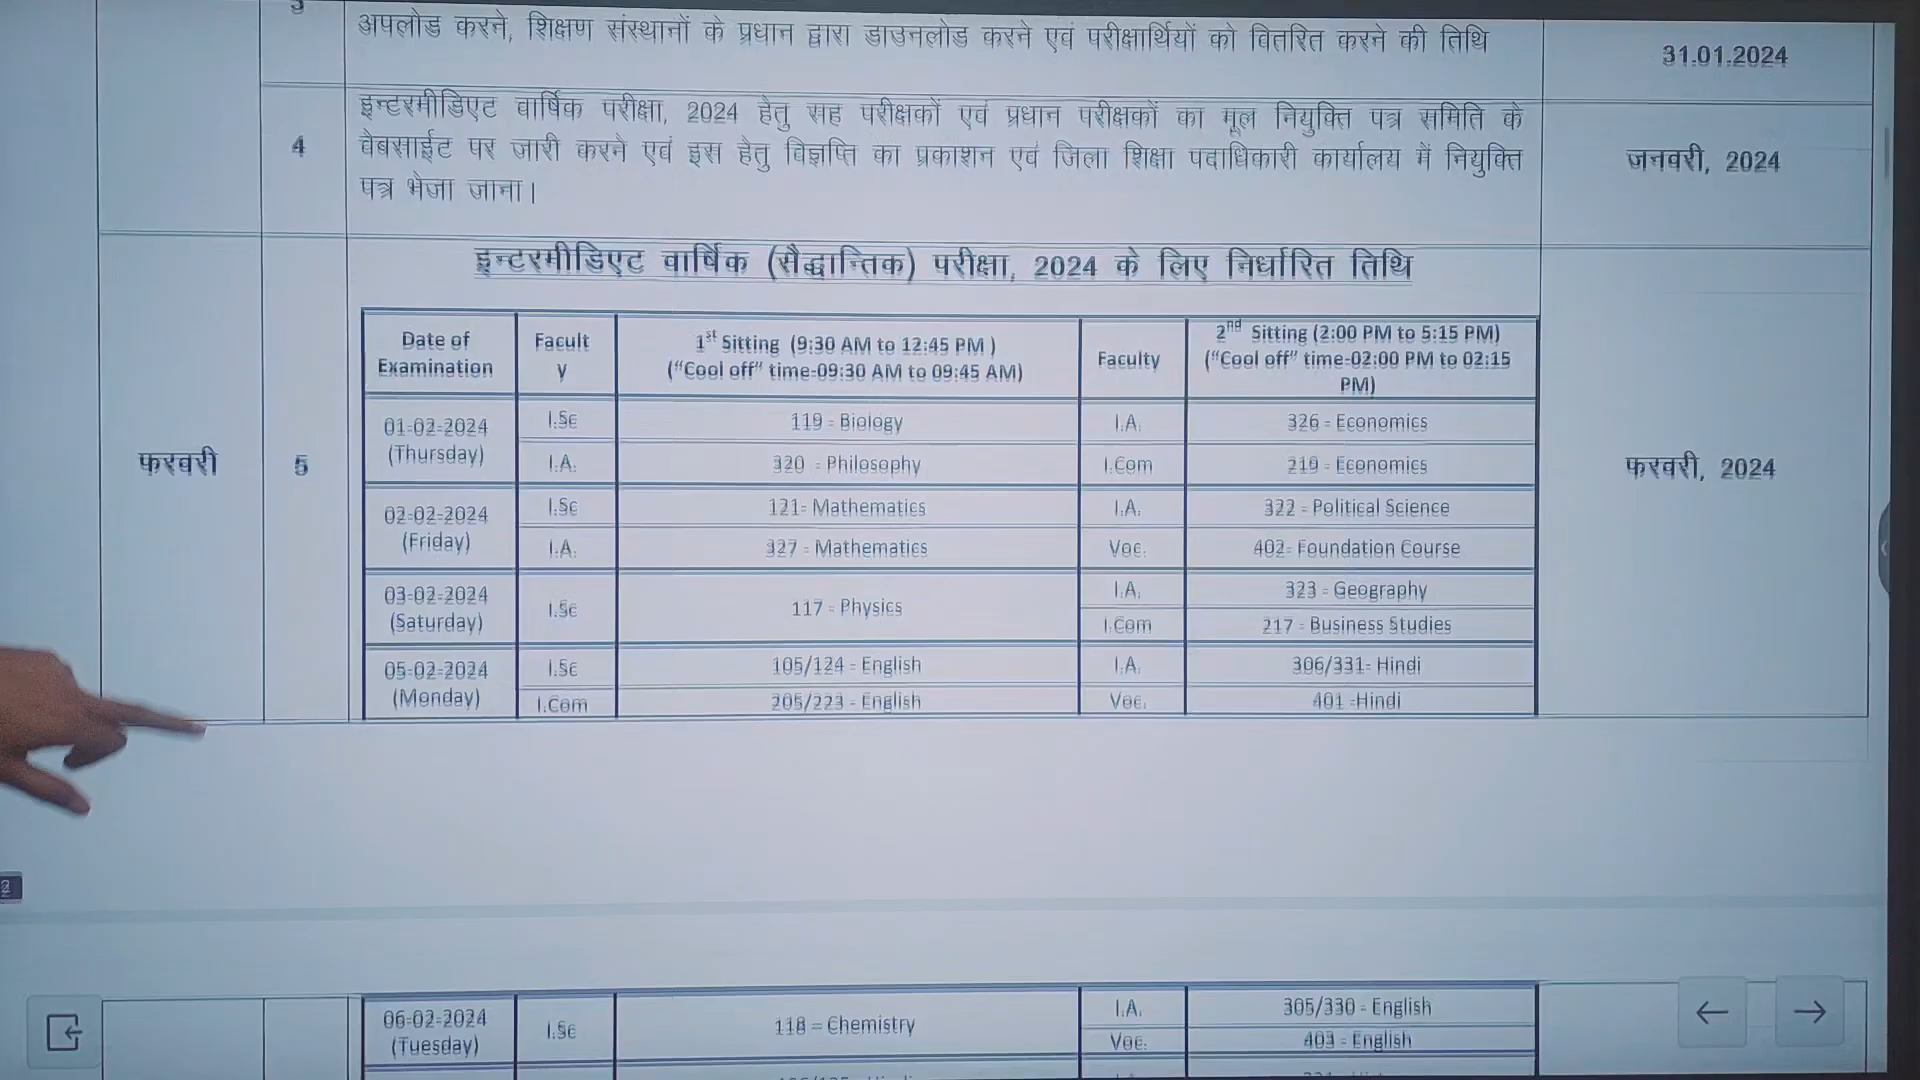 3
अपलोड करने, शिक्षण संस्थानों के प्रधान द्वारा डाउनलोड करने एवं परीक्षार्थियों को वितरित करने की तिथि
31.01.2024
4
इन्टरमीडिएट वार्षिक परीक्षा, 2024 हेतु सह परीक्षकों एवं प्रधान परीक्षकों का मूल नियुक्ति पत्र समिति के
वेबसाईट पर जारी करने एवं इस हेतु विज्ञप्ति का प्रकाशन एवं जिला शिक्षा पदाधिकारी कार्यालय में नियुक्ति
पत्र भेजा जाना।
जनवरी, 2024
फरवरी
5
इन्टरमीडिएट वार्षिक (सैद्धान्तिक) परीक्षा, 2024 के लिए निर्धारित तिथि
फरवरी, 2024
Date of
Examination
Facult
y
1st Sitting (9:30 AM to 12:45 PM )
("Cool off" time-09:30 AM to 09:45 AM)
Faculty
2nd Sitting (2:00 PM to 5:15 PM)
("Cool off" time-02:00 PM to 02:15
PM)
01-02-2024
(Thursday)
I.Sc
119 - Biology
I.A.
326 - Economics
I.A.
320 - Philosophy
I.Com
219 - Economics
02-02-2024
(Friday)
I.Sc
121- Mathematics
I.A.
322 - Political Science
I.A.
327 - Mathematics
Voc.
402- Foundation Course
03-02-2024
(Saturday)
I.Sc
117 - Physics
I.A.
323 - Geography
I.Com
217 - Business Studies
05-02-2024
(Monday)
I.Sc
105/124 - English
I.A.
306/331- Hindi
I.Com
205/223 - English
Voc.
401 -Hindi
2
06-02-2024
(Tuesday)
I.Sc
118 – Chemistry
I.A.
305/330 - English
Voc.
403 - English